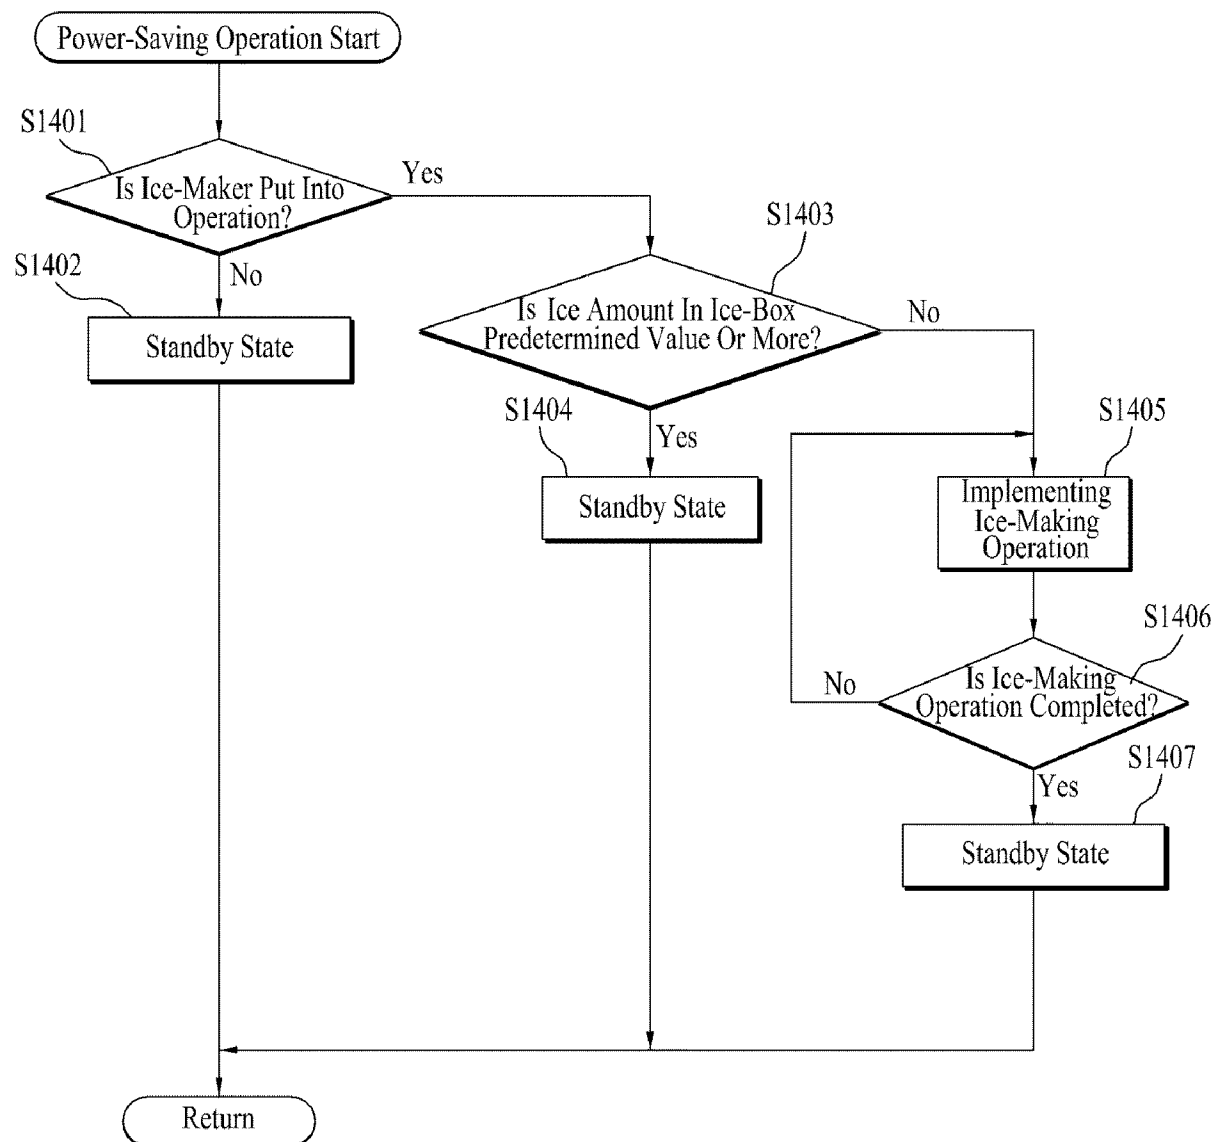 Power-Saving Operation Start
S1401
Is Ice-Maker Put Into
Operation?
Yes
No
S1402
Standby State
S1403
Is Ice Amount In Ice-Box
Predetermined Value Or More?
No
S1404
Yes
Standby State
S1405
Implementing
Ice-Making
Operation
S1406
Is Ice-Making
Operation Completed?
No
Yes
S1407
Standby State
Return